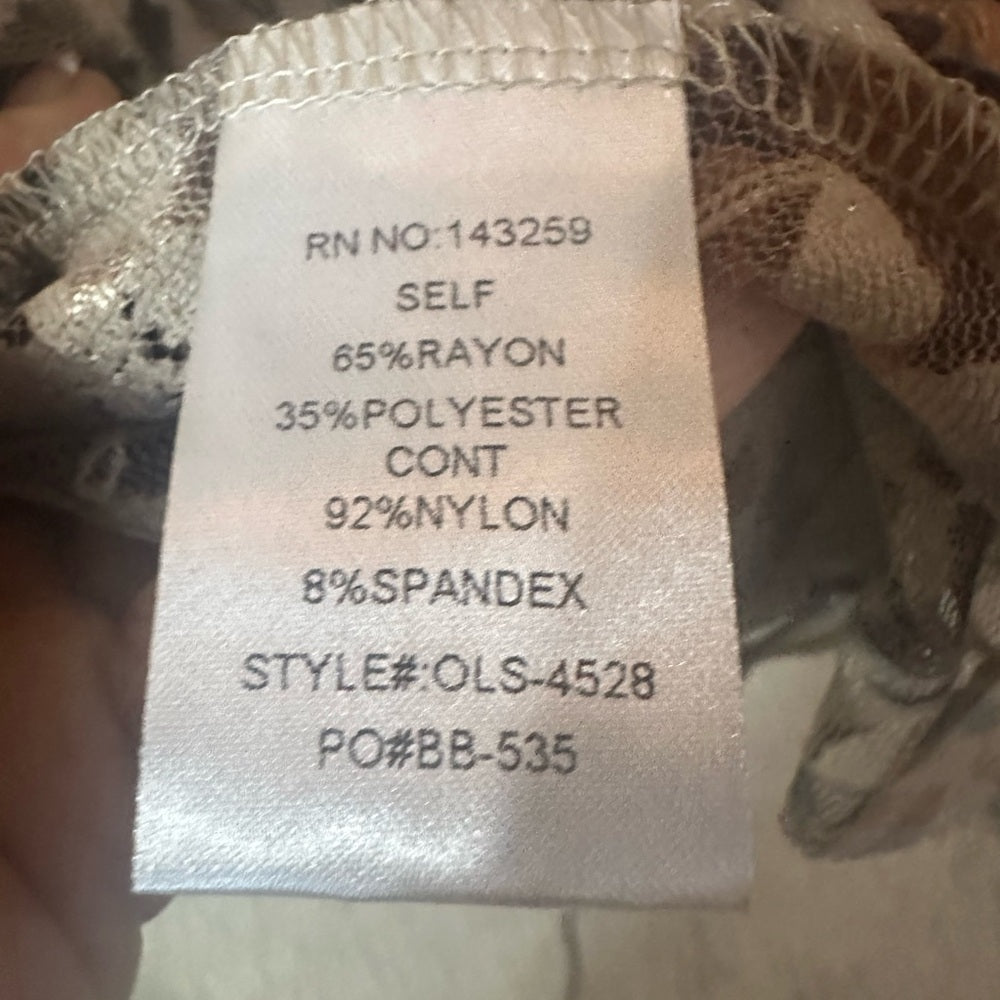 RN NO:143259
SELF
65%RAYON
35%POLYESTER
CONT
92%NYLON
8%SPANDEX
STYLE#:OLS-4528
PO#BB-535